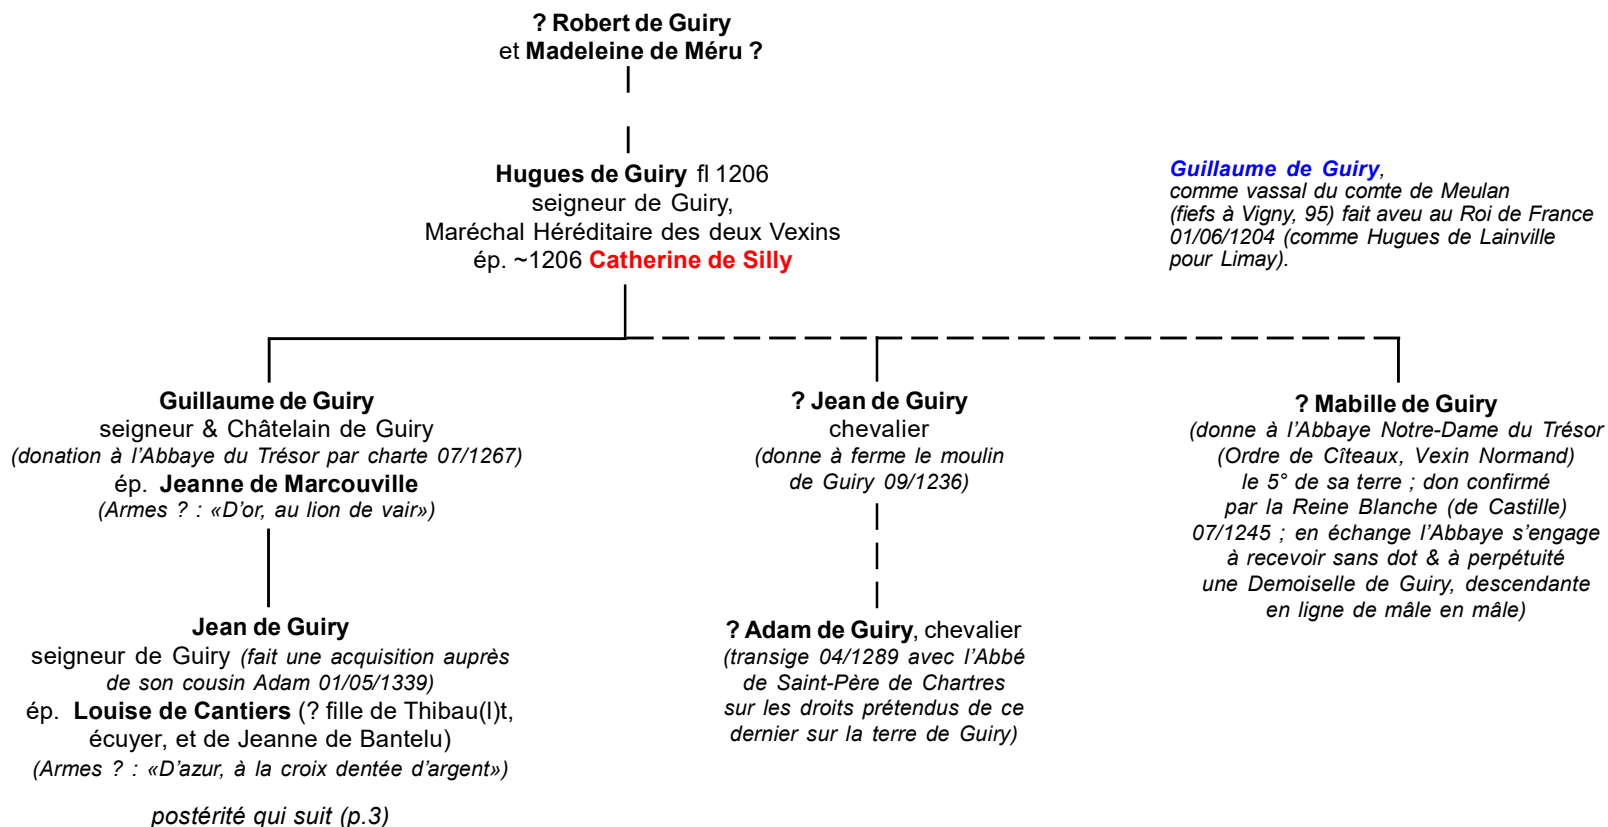 ? Robert de Guiry
et Madeleine de Méru ?
Hugues de Guiry fl 1206
seigneur de Guiry,
Maréchal Héréditaire des deux Vexins
ép. ~1206 Catherine de Silly
Guillaume de Guiry,
comme vassal du comte de Meulan
(fiefs à Vigny, 95) fait aveu au Roi de France
01/06/1204 (comme Hugues de Lainville
pour Limay).
Guillaume de Guiry
seigneur & Châtelain de Guiry
(donation à l’Abbaye du Trésor par charte 07/1267)
ép. Jeanne de Marcouville
(Armes ? : «D’or, au lion de vair»)
? Jean de Guiry
chevalier
(donne à ferme le moulin
de Guiry 09/1236)
? Mabille de Guiry
(donne à l’Abbaye Notre-Dame du Trésor
(Ordre de Cîteaux, Vexin Normand)
le 5° de sa terre ; don confirmé
par la Reine Blanche (de Castille)
07/1245 ; en échange l’Abbaye s’engage
à recevoir sans dot & à perpétuité
une Demoiselle de Guiry, descendante
en ligne de mâle en mâle)
Jean de Guiry
seigneur de Guiry (fait une acquisition auprès
de son cousin Adam 01/05/1339)
ép. Louise de Cantiers (? fille de Thibau(l)t,
écuyer, et de Jeanne de Bantelu)
(Armes ? : «D’azur, à la croix dentée d’argent»)
postérité qui suit (p.3)
? Adam de Guiry, chevalier
(transige 04/1289 avec l’Abbé
de Saint-Père de Chartres
sur les droits prétendus de ce
dernier sur la terre de Guiry)